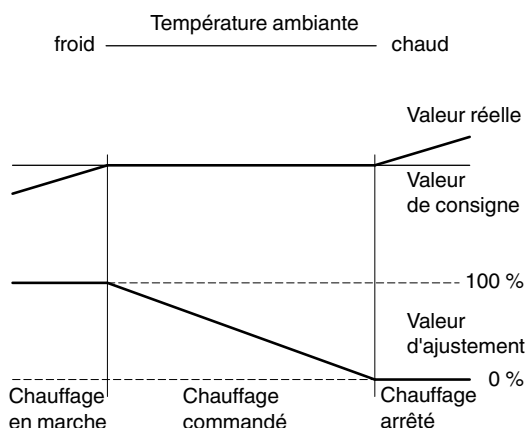 Température ambiante
froid
chaud
Valeur réelle
Valeur
de consigne
100 %
Valeur
d'ajustement
0 %
Chauffage
en marche
Chauffage
commandé
Chauffage
arrêté